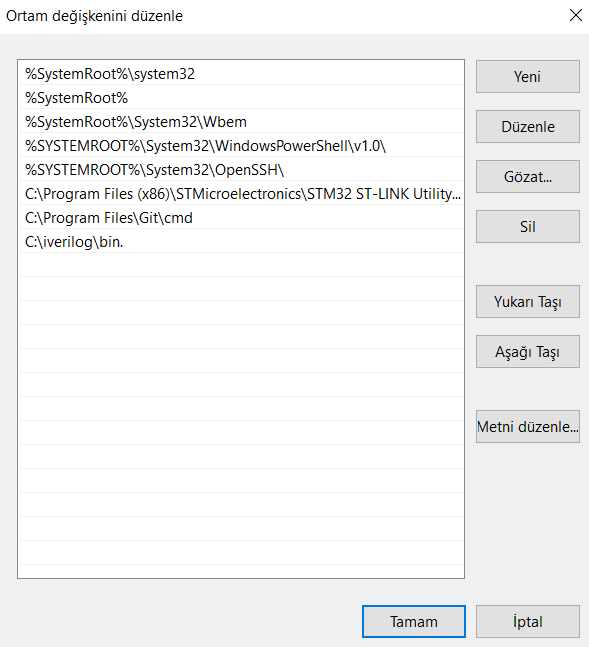 Ortam değişkenini düzenle
%SystemRoot%\system32
%SystemRoot%
%SystemRoot%\System32\Wbem
%SYSTEMROOT%\System32\WindowsPowerShell\v1.0\
%SYSTEMROOT%\System32\OpenSSH\
C:\Program Files (x86)\STMicroelectronics\STM32 ST-LINK Utility...
C:\Program Files\Git\cmd
C:\iverilog\bin.
Yeni
Düzenle
Gözat...
Sil
Yukarı Taşı
Aşağı Taşı
Metni düzenle...
Tamam
İptal